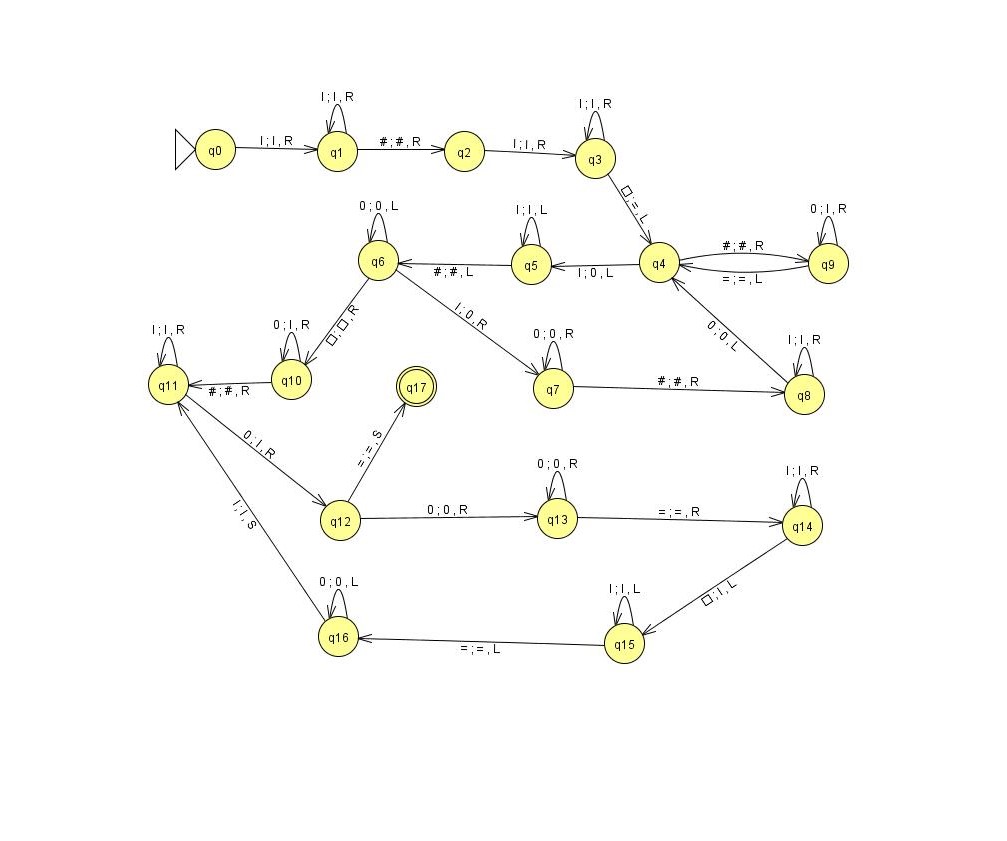 I ; I , R
I ; I , R
q0
I ; I , R
q1
# ; # , R
q2
I ; I , R
q3
□ ; = , L
0 ; 0 , L
I ; I , L
0 ; I , R
q6
# ; # , L
q5
I ; 0 , L
q4
# ; # , R
= ; = , L
q9
I ; 0 , R
□ ; □ , R
0 ; 0 , L
I ; I , R
0 ; I , R
0 ; 0 , R
I ; I , R
q11
# ; # , R
q10
q17
q7
# ; # , R
q8
0 ; I , R
= ; = , S
0 ; 0 , R
I ; I , R
I ; I , S
q12
0 ; 0 , R
q13
= ; = , R
q14
0 ; 0 , L
I ; I , L
□ ; I , L
q16
= ; = , L
q15